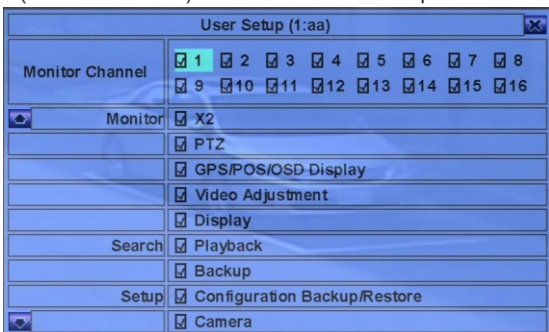 User Setup (1:aa)
Monitor Channel
1 2 3 4 5 6 7 8
9 10 11 12 13 14 15 16
Monitor X2
PTZ
GPS/POS/OSD Display
Video Adjustment
Display
Search Playback
Backup
Setup Configuration Backup/Restore
Camera